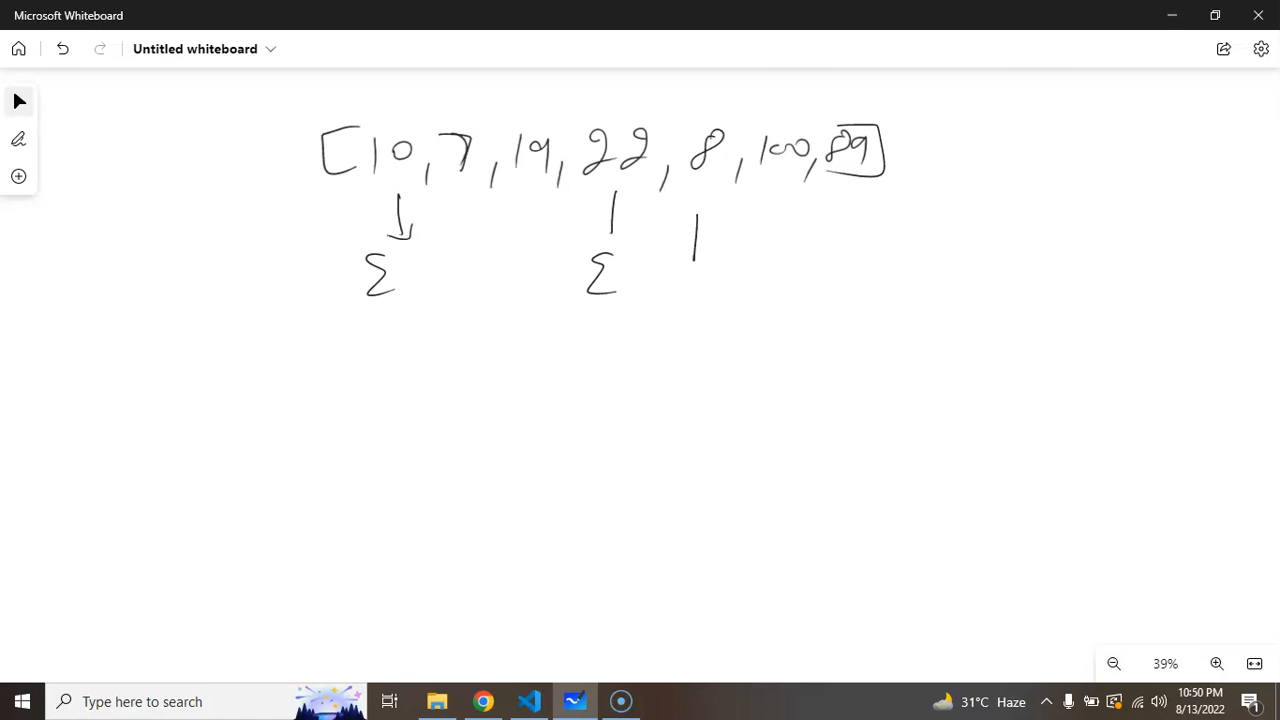 Microsoft Whiteboard
Untitled whiteboard
[10, 7, 19, 22, 8, 100, 89]
Σ Σ
39%
Type here to search
31°C Haze
10:50 PM
8/13/2022
1